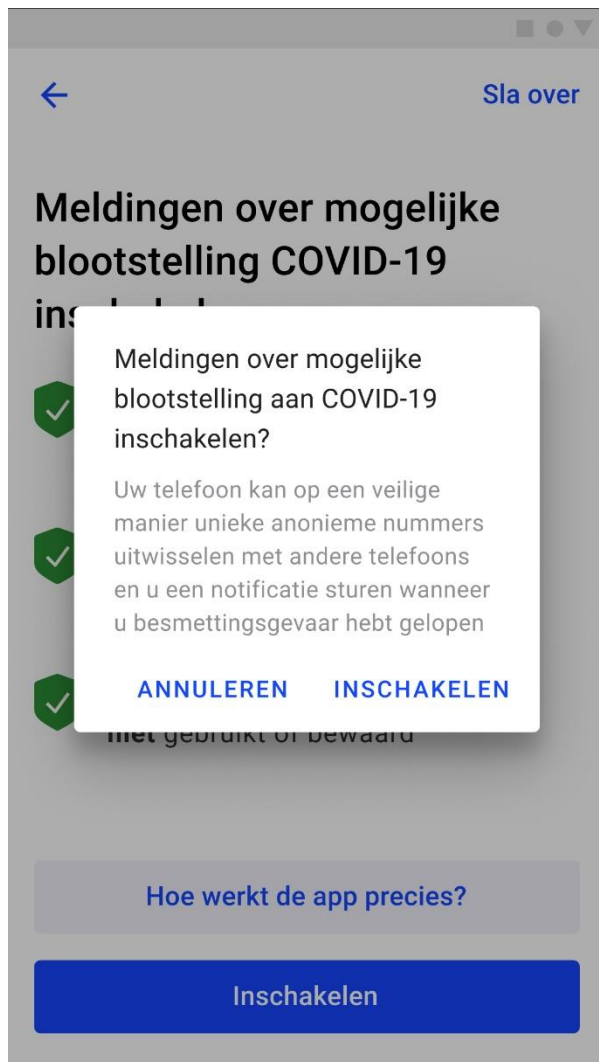 Sla over
Meldingen over mogelijke
blootstelling COVID-19
Meldingen over mogelijke
blootstelling aan COVID-19
inschakelen?
Uw telefoon kan op een veilige
manier unieke anonieme nummers
uitwisselen met andere telefoons
en u een notificatie sturen wanneer
u besmettingsgevaar hebt gelopen
ANNULEREN INSCHAKELEN
niet gebruikt of bewaard
Hoe werkt de app precies?
Inschakelen